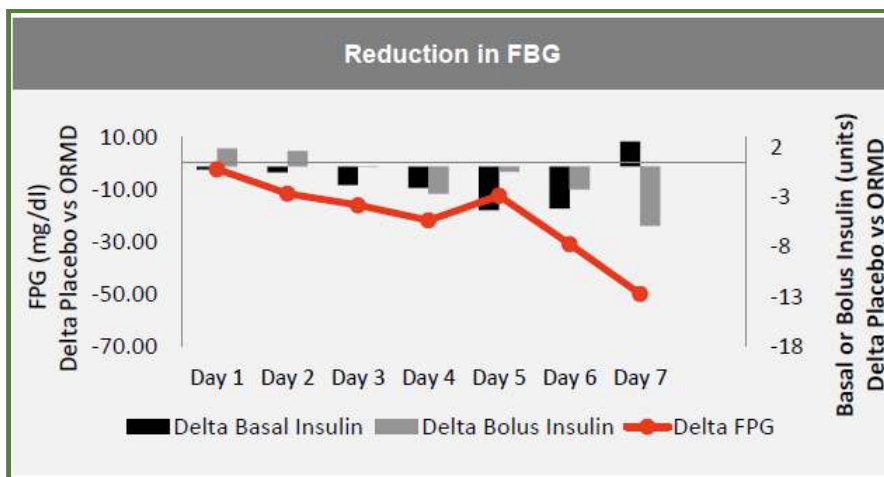 Reduction in FBG
FPG (mg/dl)
Delta Placebo vs ORMD
10.00
-10.00
-30.00
-50.00
-70.00
2
-3
-8
-13
-18
Basal or Bolus Insulin (units)
Delta Placebo vs ORMD
Day 1 Day 2 Day 3 Day 4 Day 5 Day 6 Day 7
Delta Basal Insulin Delta Bolus Insulin Delta FPG